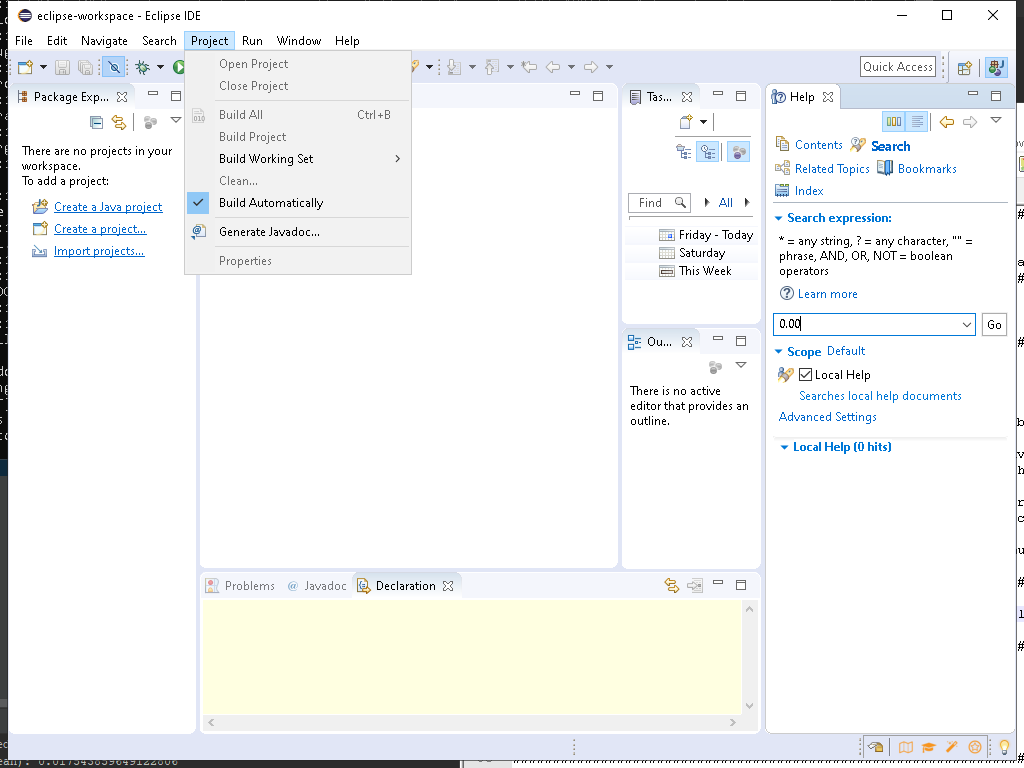 eclipse-workspace - Eclipse IDE
File Edit Navigate Search Project Run Window Help
Quick Access
Open Project
Close Project
Build All Ctrl+B
Build Project
Build Working Set
Clean...
Build Automatically
Generate Javadoc...
Properties
Package Exp...
There are no projects in your
workspace.
To add a project:
Create a Java project
Create a project...
Import projects...
Tas...
Find All
Friday - Today
Saturday
This Week
Ou...
There is no active
editor that provides an
outline.
Help
Contents Search
Related Topics Bookmarks
Index
Search expression:
* = any string, ? = any character, "" =
phrase, AND, OR, NOT = boolean
operators
Learn more
0.00 Go
Scope Default
Local Help
Searches local help documents
Advanced Settings
Local Help (0 hits)
Problems @ Javadoc Declaration